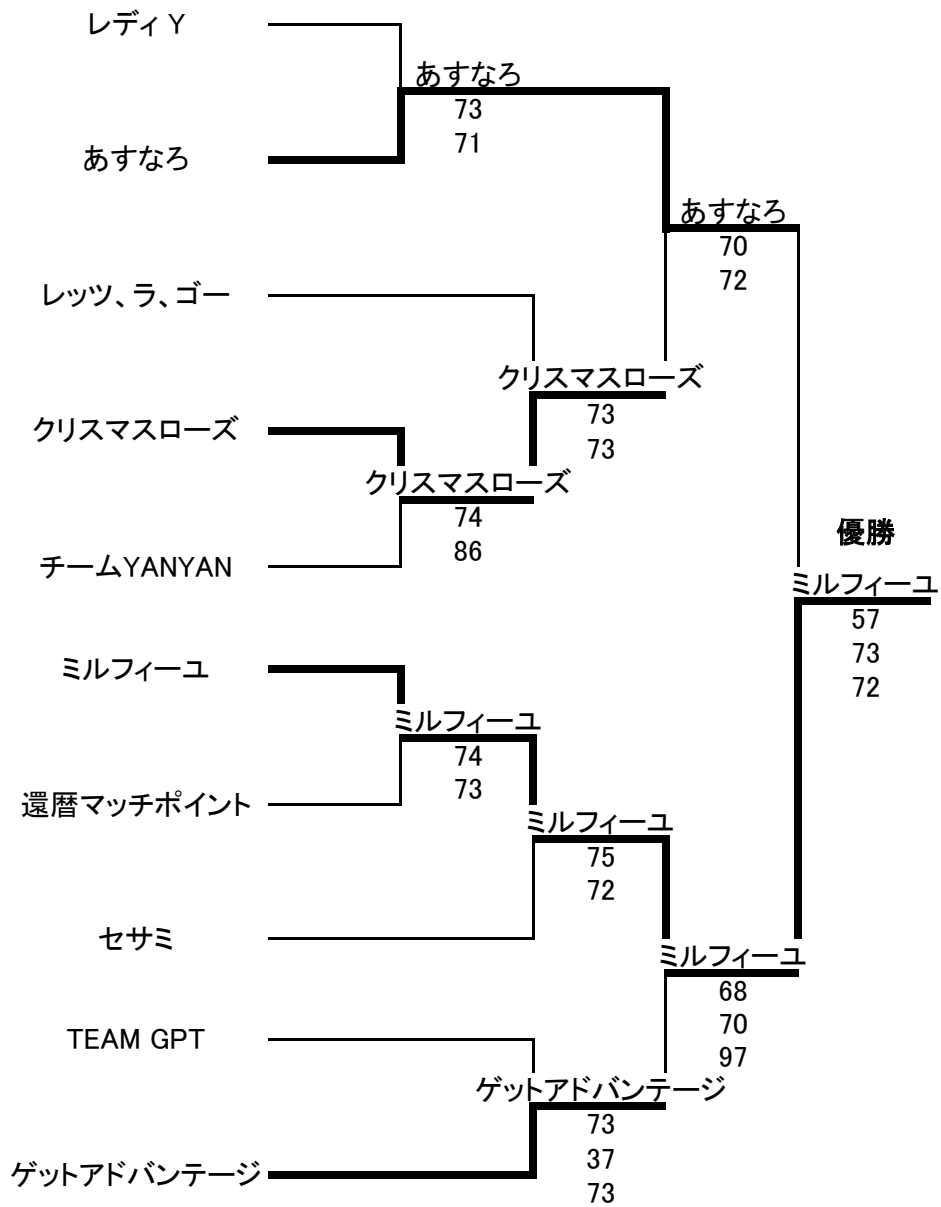 レディ Y
あすなろ
73
71
あすなろ
あすなろ
70
72
レッツ、ラ、ゴー
クリスマスローズ
73
73
クリスマスローズ
クリスマスローズ
74
86
優勝
チームYANYAN
ミルフィーユ
57
73
72
ミルフィーユ
ミルフィーユ
74
73
還暦マッチポイント
ミルフィーユ
75
72
セサミ
ミルフィーユ
68
70
97
TEAM GPT
ゲットアドバンテージ
73
37
73
ゲットアドバンテージ